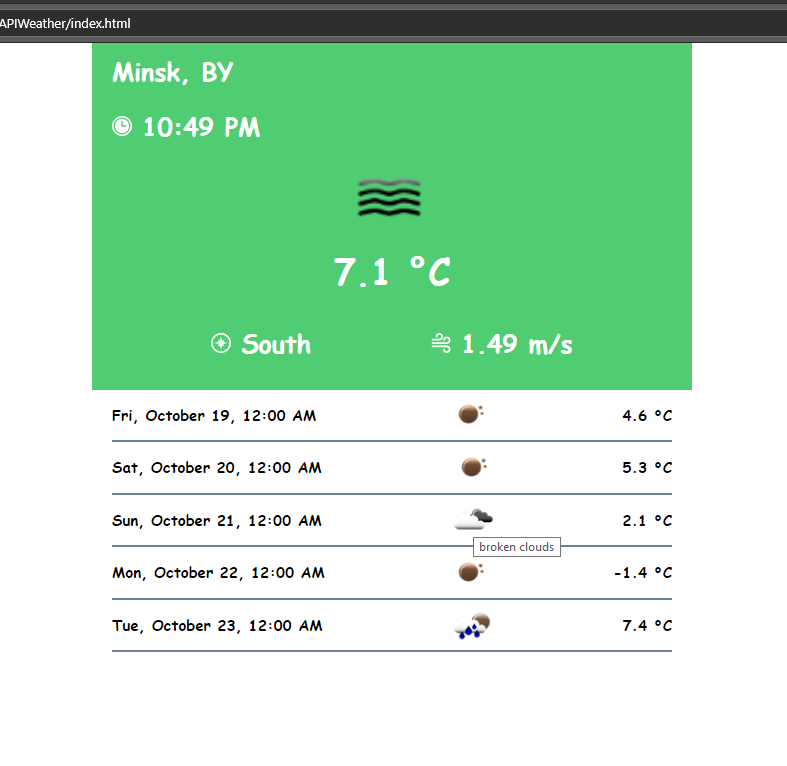 APIWeather/index.html
Minsk, BY
10:49 PM
7.1 °C
South 1.49 m/s
Fri, October 19, 12:00 AM 4.6 °C
Sat, October 20, 12:00 AM 5.3 °C
Sun, October 21, 12:00 AM 2.1 °C
broken clouds
Mon, October 22, 12:00 AM -1.4 °C
Tue, October 23, 12:00 AM 7.4 °C